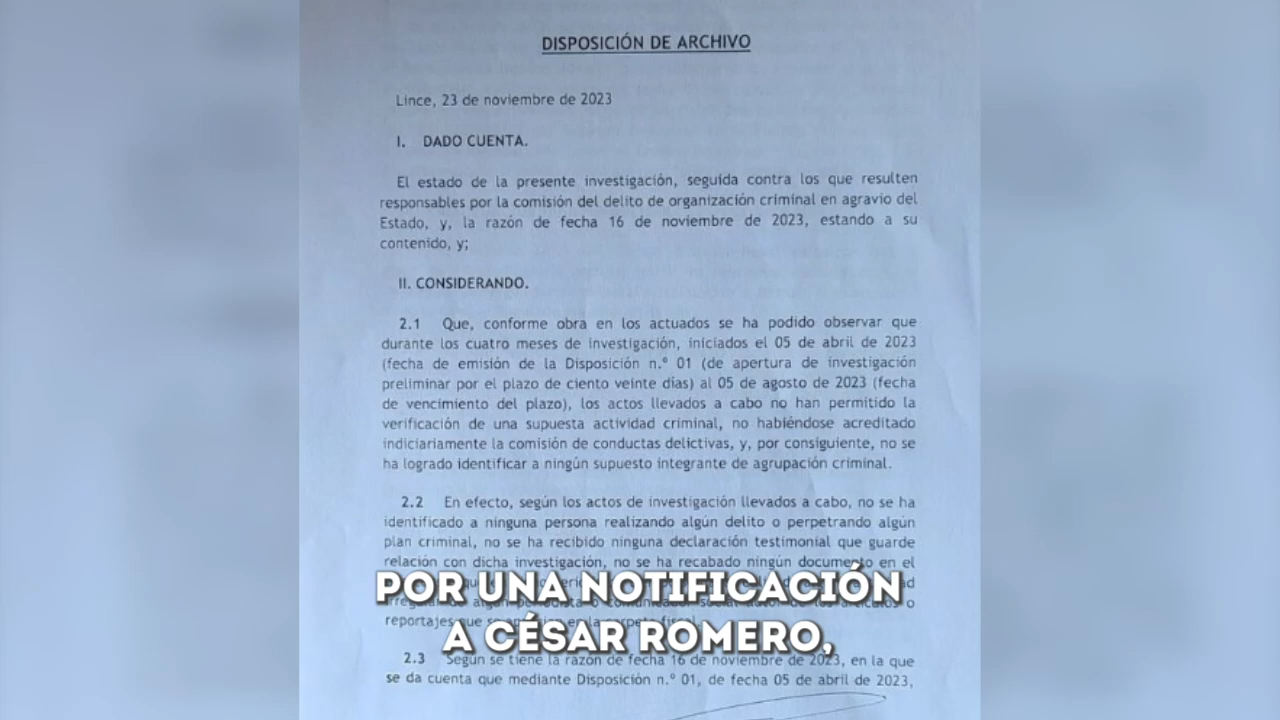 DISPOSICIÓN DE ARCHIVO
Lince, 23 de noviembre de 2023
I. DADO CUENTA.
El estado de la presente investigación, seguida contra los que resulten
responsables por la comisión del delito de organización criminal en agravio del
Estado, y, la razón de fecha 16 de noviembre de 2023, estando a su
contenido, y;
II. CONSIDERANDO.
2.1 Que, conforme obra en los actuados se ha podido observar que
durante los cuatro meses de investigación, iniciados el 05 de abril de 2023
(fecha de emisión de la Disposición n.º 01 (de apertura de investigación
preliminar por el plazo de ciento veinte días) al 05 de agosto de 2023 (fecha
de vencimiento del plazo), los actos llevados a cabo no han permitido la
verificación de una supuesta actividad criminal, no habiéndose acreditado
indiciariamente la comisión de conductas delictivas, y, por consiguiente, no se
ha logrado identificar a ningún supuesto integrante de agrupación criminal.
2.2 En efecto, según los actos de investigación llevados a cabo, no se ha
identificado a ninguna persona realizando algún delito o perpetrando algún
plan criminal, no se ha recibido ninguna declaración testimonial que guarde
relación con dicha investigación, no se ha recabado ningún documento en el
POR UNA NOTIFICACIÓN
o
reportajes que
A CÉSAR ROMERO,
2.3 Según se tiene la razón de fecha 16 de noviembre de 2023, en la que
se da cuenta que mediante Disposición n.º 01, de fecha 05 de abril de 2023,